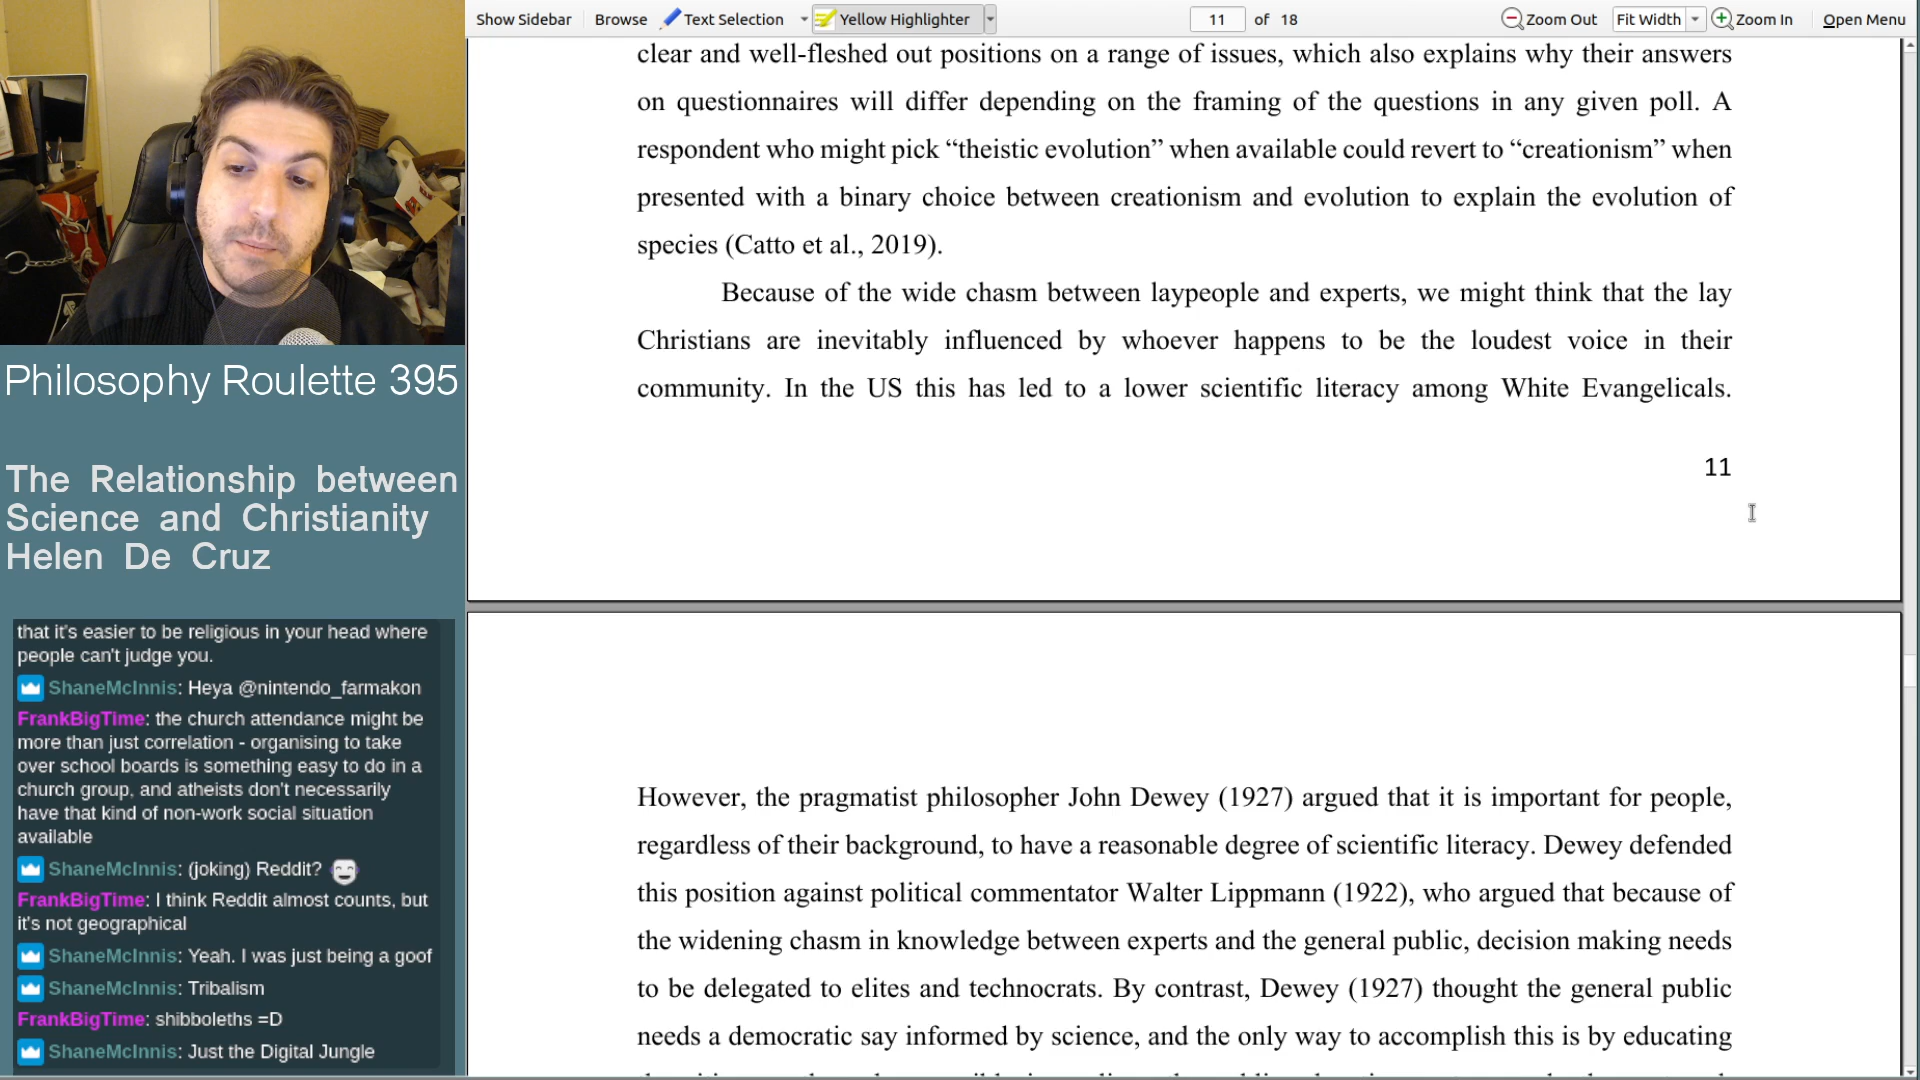 Show Sidebar Browse Text Selection Yellow Highlighter 11 of 18 Zoom Out Fit Width Zoom In Open Menu
clear and well-fleshed out positions on a range of issues, which also explains why their answers
on questionnaires will differ depending on the framing of the questions in any given poll. A
respondent who might pick “theistic evolution” when available could revert to “creationism” when
presented with a binary choice between creationism and evolution to explain the evolution of
species (Catto et al., 2019).
Because of the wide chasm between laypeople and experts, we might think that the lay
Christians are inevitably influenced by whoever happens to be the loudest voice in their
community. In the US this has led to a lower scientific literacy among White Evangelicals.
11
However, the pragmatist philosopher John Dewey (1927) argued that it is important for people,
regardless of their background, to have a reasonable degree of scientific literacy. Dewey defended
this position against political commentator Walter Lippmann (1922), who argued that because of
the widening chasm in knowledge between experts and the general public, decision making needs
to be delegated to elites and technocrats. By contrast, Dewey (1927) thought the general public
needs a democratic say informed by science, and the only way to accomplish this is by educating
Philosophy Roulette 395
The Relationship between
Science and Christianity
Helen De Cruz
that it's easier to be religious in your head where
people can't judge you.
ShaneMcInnis: Heya @nintendo_farmakon
FrankBigTime: the church attendance might be
more than just correlation - organising to take
over school boards is something easy to do in a
church group, and atheists don't necessarily
have that kind of non-work social situation
available
ShaneMcInnis: (joking) Reddit?
FrankBigTime: I think Reddit almost counts, but
it's not geographical
ShaneMcInnis: Yeah. I was just being a goof
ShaneMcInnis: Tribalism
FrankBigTime: shibboleths =D
ShaneMcInnis: Just the Digital Jungle